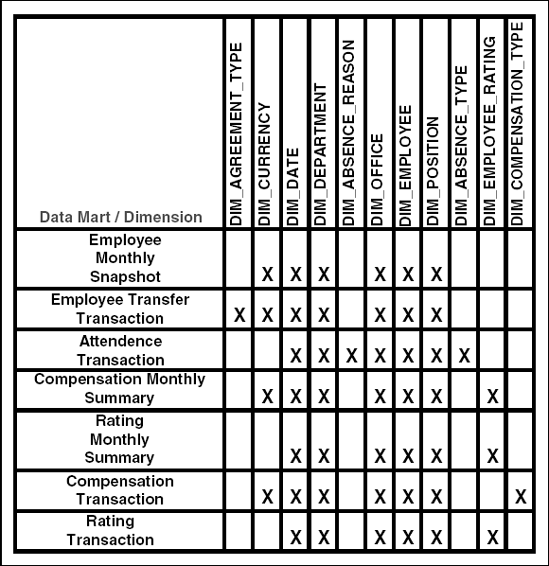 DIM_AGREEMENT_TYPE
DIM_CURRENCY
DIM_DATE
DIM_DEPARTMENT
DIM_ABSENCE_REASON
DIM_OFFICE
DIM_EMPLOYEE
DIM_POSITION
DIM_ABSENCE_TYPE
DIM_EMPLOYEE_RATING
DIM_COMPENSATION_TYPE
Data Mart / Dimension
Employee
Monthly
Snapshot X X X X X X
Employee Transfer
Transaction X X X X X X X
Attendence
Transaction X X X X X X X
Compensation Monthly
Summary X X X X X X X
Rating
Monthly
Summary X X X X X X
Compensation
Transaction X X X X X X X
Rating
Transaction X X X X X X